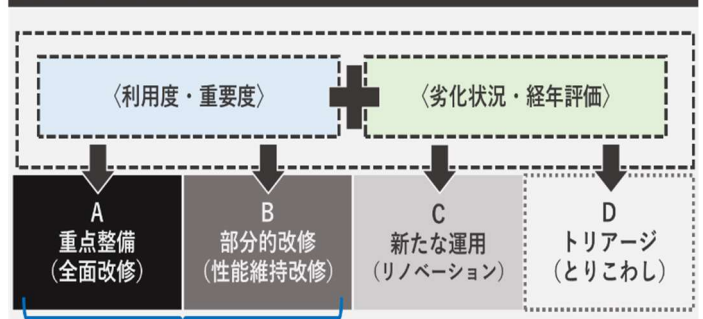 〈利用度・重要度〉
〈劣化状況・経年評価〉
A
重点整備
(全面改修)
B
部分的改修
(性能維持改修)
C
新たな運用
(リノベーション)
D
トリアージ
(とりこわし)